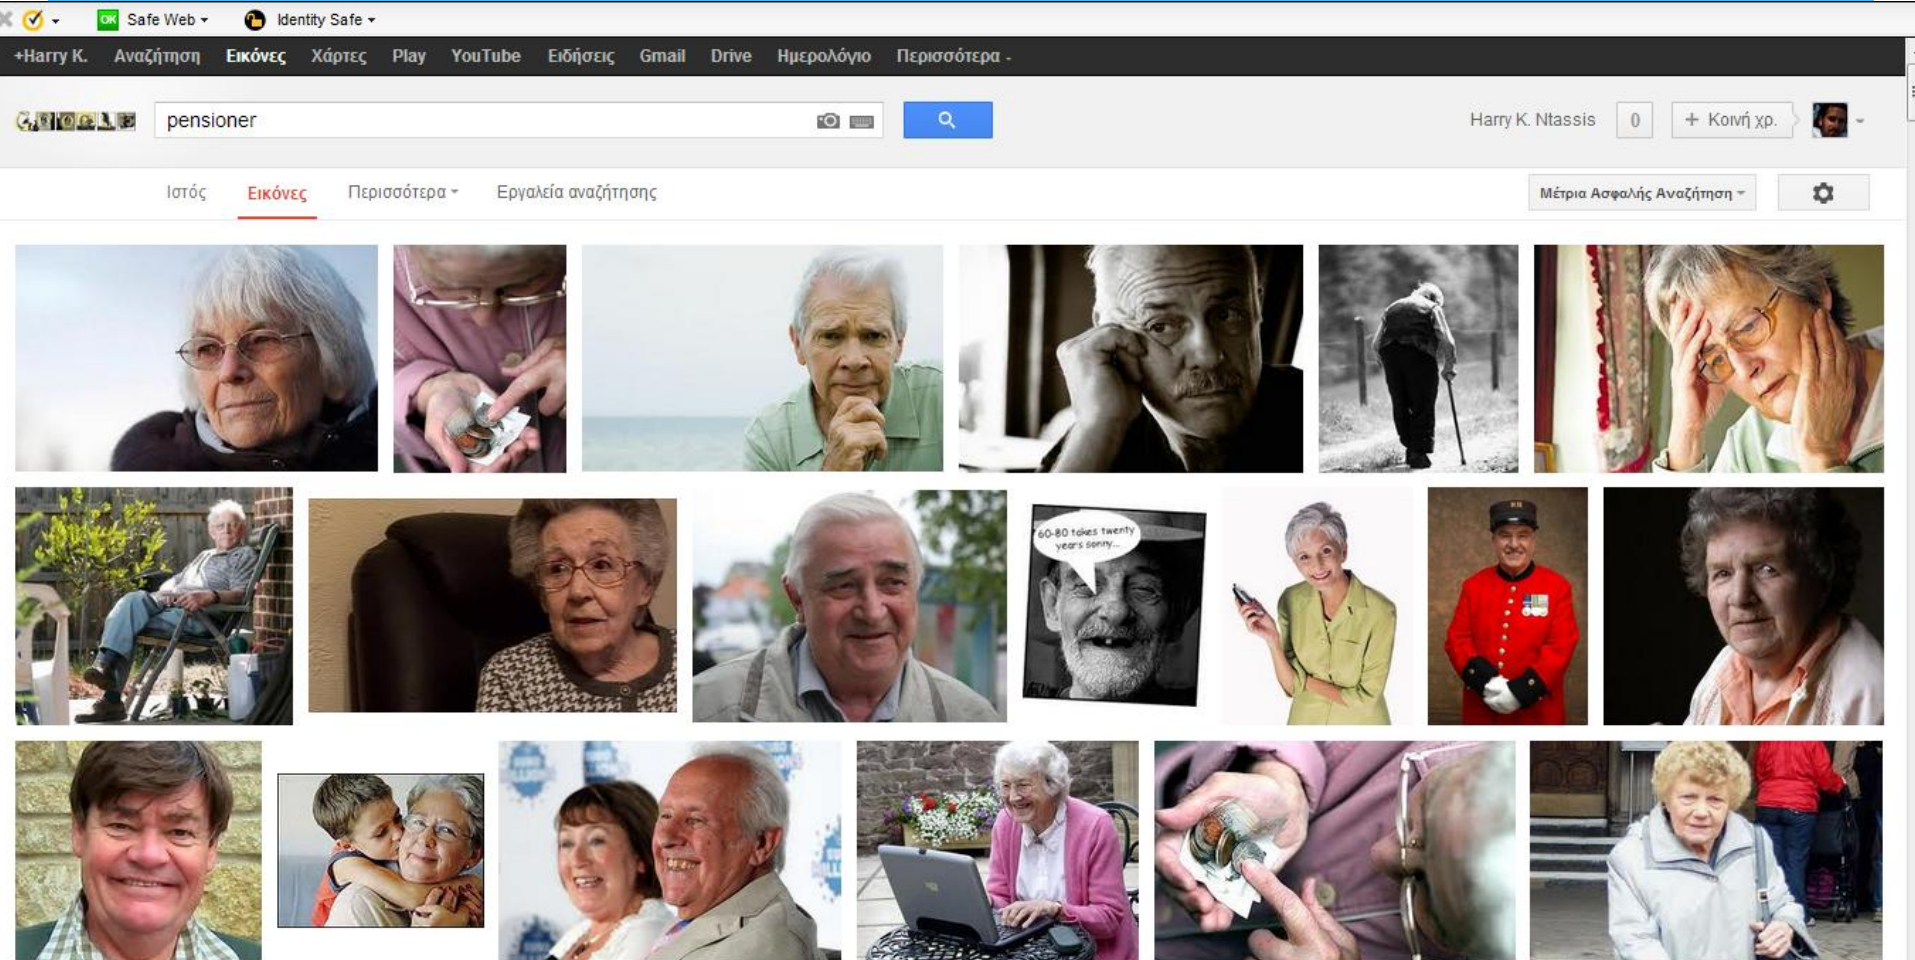 OK Safe Web Identity Safe
+Harry K. Αναζήτηση Εικόνες Χάρτες Play YouTube Ειδήσεις Gmail Drive Ημερολόγιο Περισσότερα
pensioner Harry K. Ntassis 0 + Κοινή χρ.
Ιστός Εικόνες Περισσότερα Εργαλεία αναζήτησης Μέτρια Ασφαλής Αναζήτηση
60-80 takes twenty
years sonny...